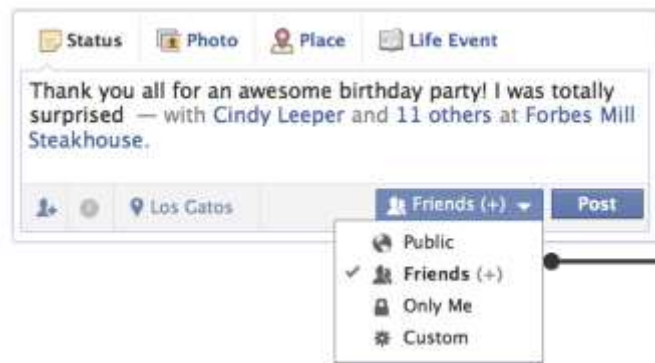 Status Photo Place Life Event
Thank you all for an awesome birthday party! I was totally
surprised — with Cindy Leeper and 11 others at Forbes Mill
Steakhouse.
Los Gatos Friends (+) Post
Public
Friends (+)
Only Me
Custom